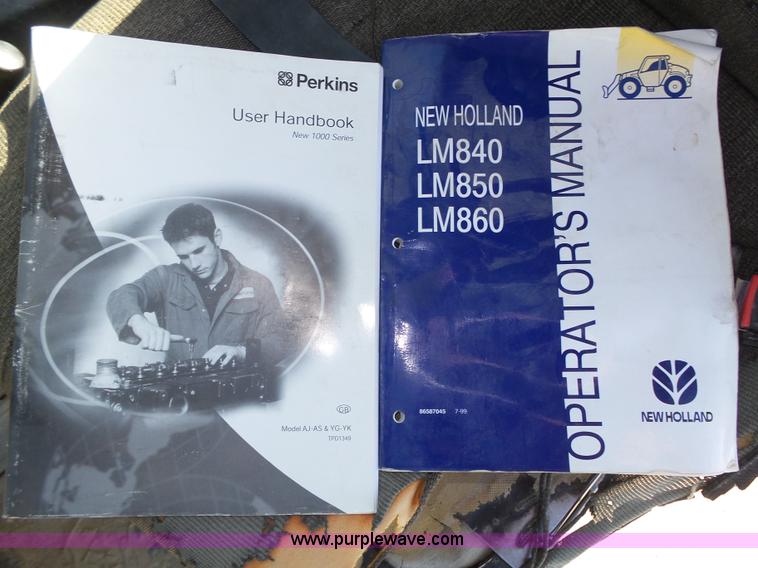 Perkins
User Handbook
New 1000 Series
GB
Model AJ-AS & YG-YK
TPD1349
NEW HOLLAND
LM840
LM850
LM860
OPERATOR'S MANUAL
86587045 7-99
NEW HOLLAND
www.purplewave.com